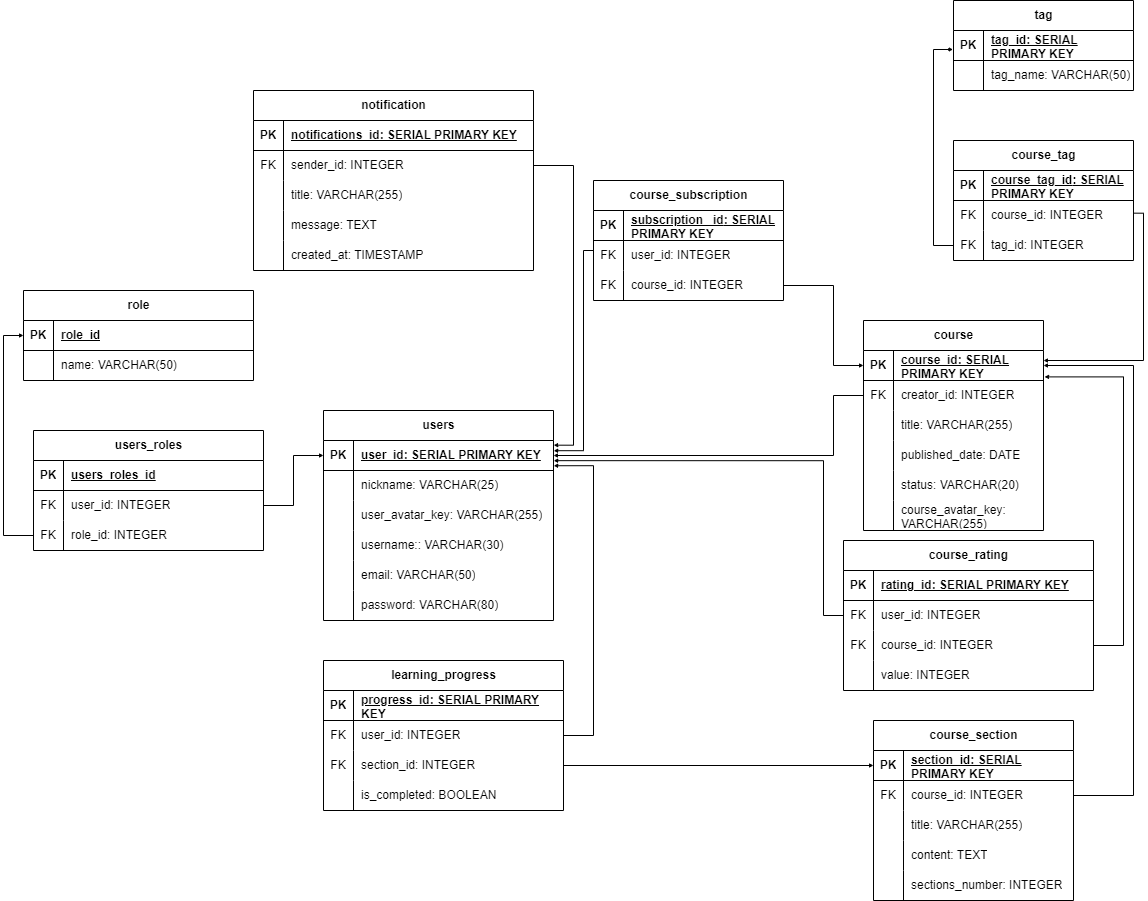 tag
PK
tag_id: SERIAL
PRIMARY KEY
tag_name: VARCHAR(50)
notification
PK
notifications_id: SERIAL PRIMARY KEY
FK
sender_id: INTEGER
title: VARCHAR(255)
message: TEXT
created_at: TIMESTAMP
course_tag
PK
course_tag_id: SERIAL
PRIMARY KEY
FK
course_id: INTEGER
FK
tag_id: INTEGER
course_subscription
PK
subscription_id: SERIAL
PRIMARY KEY
FK
user_id: INTEGER
FK
course_id: INTEGER
role
PK
role_id
name: VARCHAR(50)
course
PK
course_id: SERIAL
PRIMARY KEY
FK
creator_id: INTEGER
title: VARCHAR(255)
published_date: DATE
status: VARCHAR(20)
course_avatar_key:
VARCHAR(255)
users_roles
PK
users_roles_id
FK
user_id: INTEGER
FK
role_id: INTEGER
users
PK
user_id: SERIAL PRIMARY KEY
nickname: VARCHAR(25)
user_avatar_key: VARCHAR(255)
username:: VARCHAR(30)
email: VARCHAR(50)
password: VARCHAR(80)
course_rating
PK
rating_id: SERIAL PRIMARY KEY
FK
user_id: INTEGER
FK
course_id: INTEGER
value: INTEGER
learning_progress
PK
progress_id: SERIAL PRIMARY
KEY
FK
user_id: INTEGER
FK
section_id: INTEGER
is_completed: BOOLEAN
course_section
PK
section_id: SERIAL
PRIMARY KEY
FK
course_id: INTEGER
title: VARCHAR(255)
content: TEXT
sections_number: INTEGER